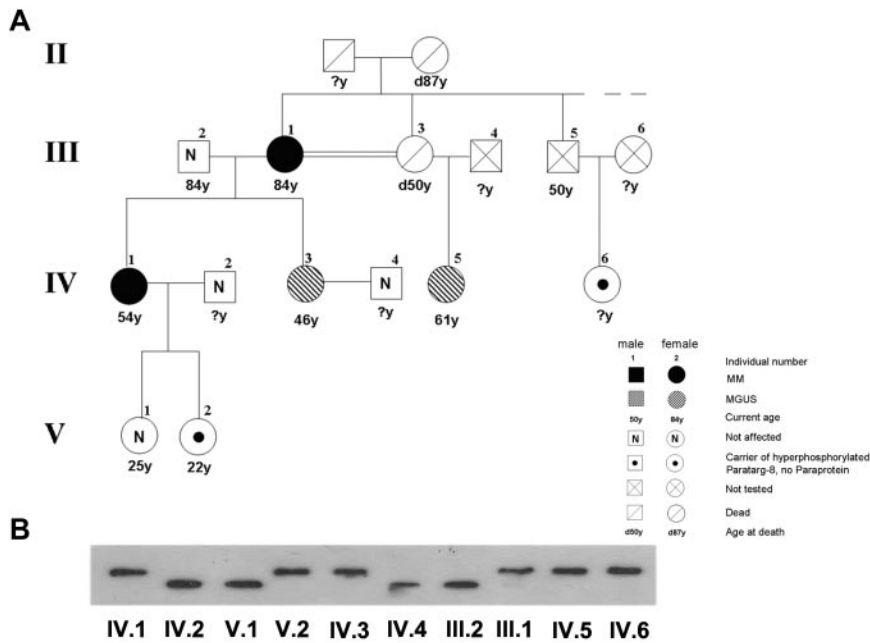 A
II
?y d87y
2 1 3 4 5 6
III
N
84y 84y d50y ?y 50y ?y
1 2 3 4 5 6
IV
N N
54y ?y 46y ?y 61y ?y
male female
1 2 Individual number
MM
MGUS
50y 84y Current age
N N Not affected
Carrier of hyperphosphorylated
Paratarg-8, no Paraprotein
Not tested
Dead
d50y d87y Age at death
1 2
V
N
25y 22y
B
IV.1 IV.2 V.1 V.2 IV.3 IV.4 III.2 III.1 IV.5 IV.6